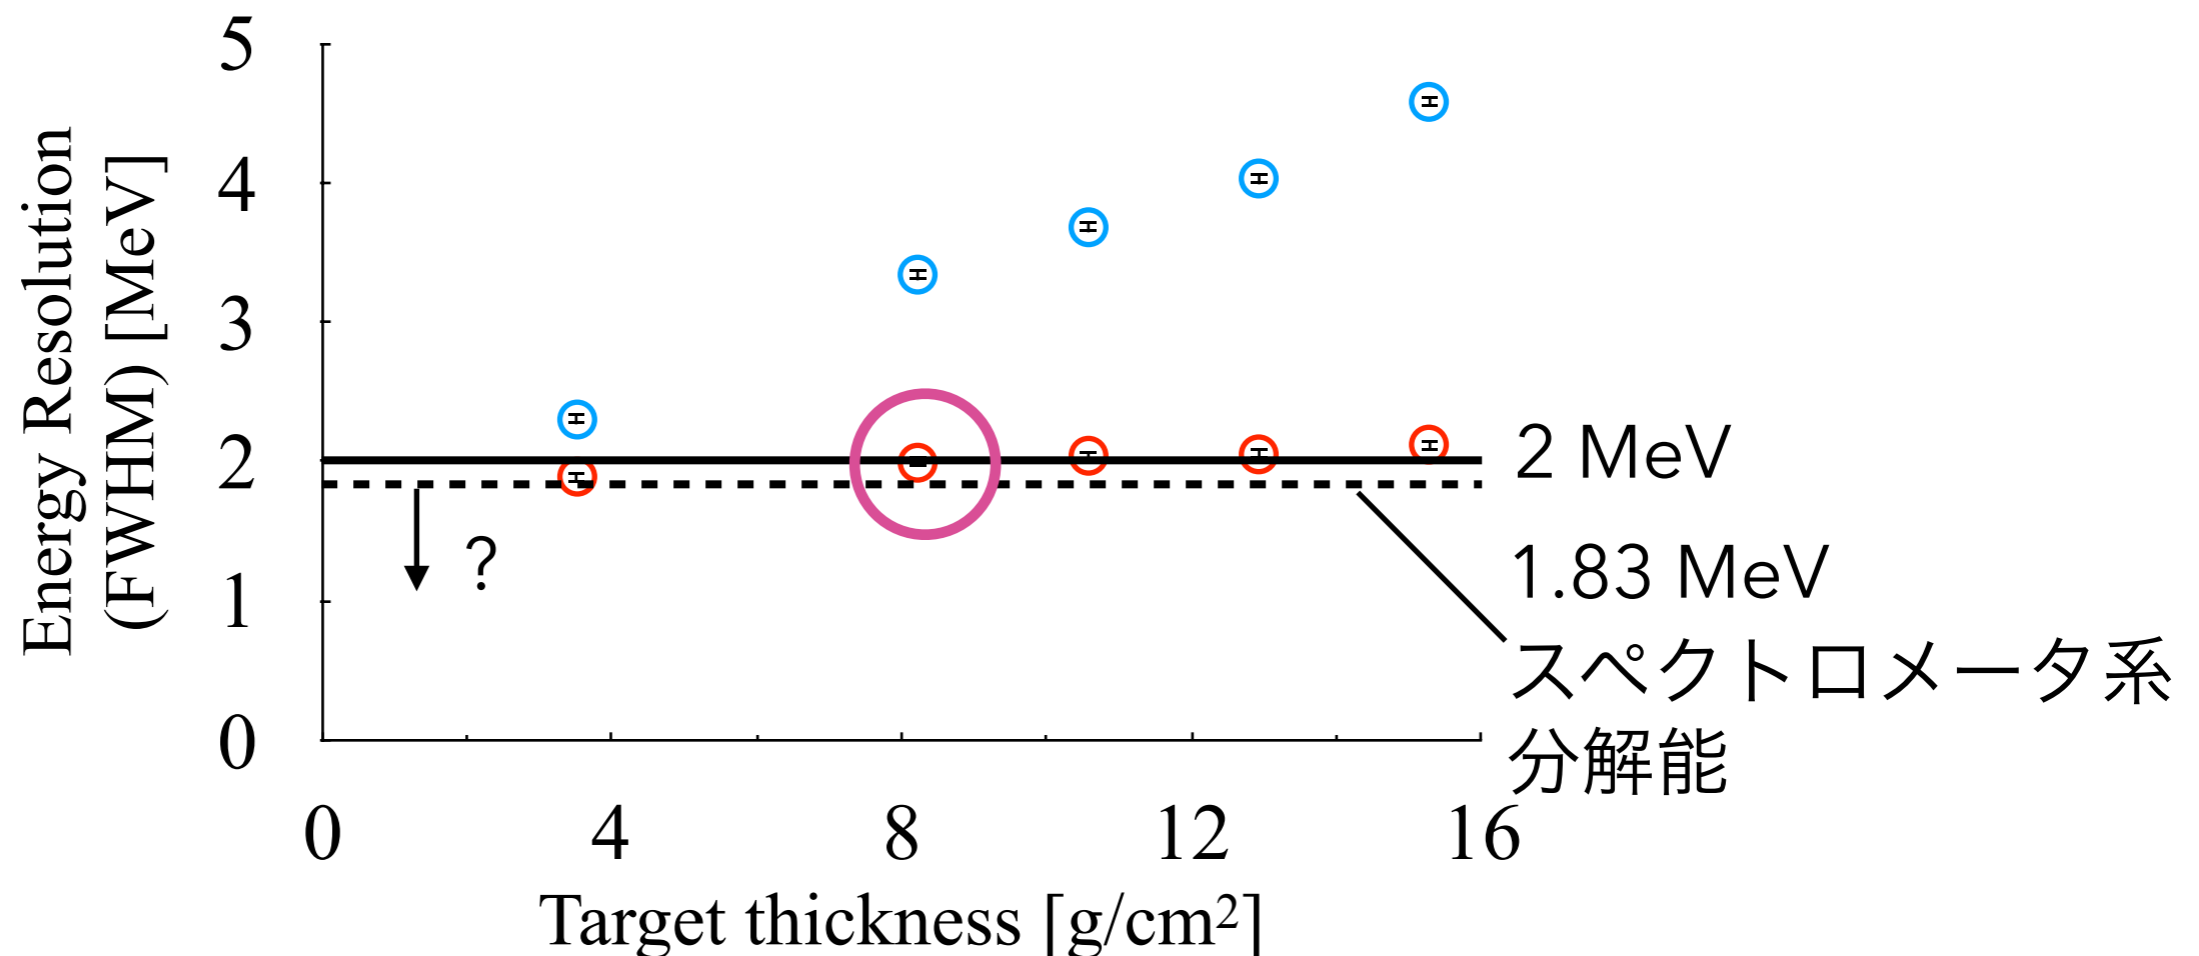 Energy Resolution
(FWHM) [MeV]
5
4
3
2
1
0
?
2 MeV
1.83 MeV
スペクトロメータ系
分解能
0 4 8 12 16
Target thickness [g/cm²]